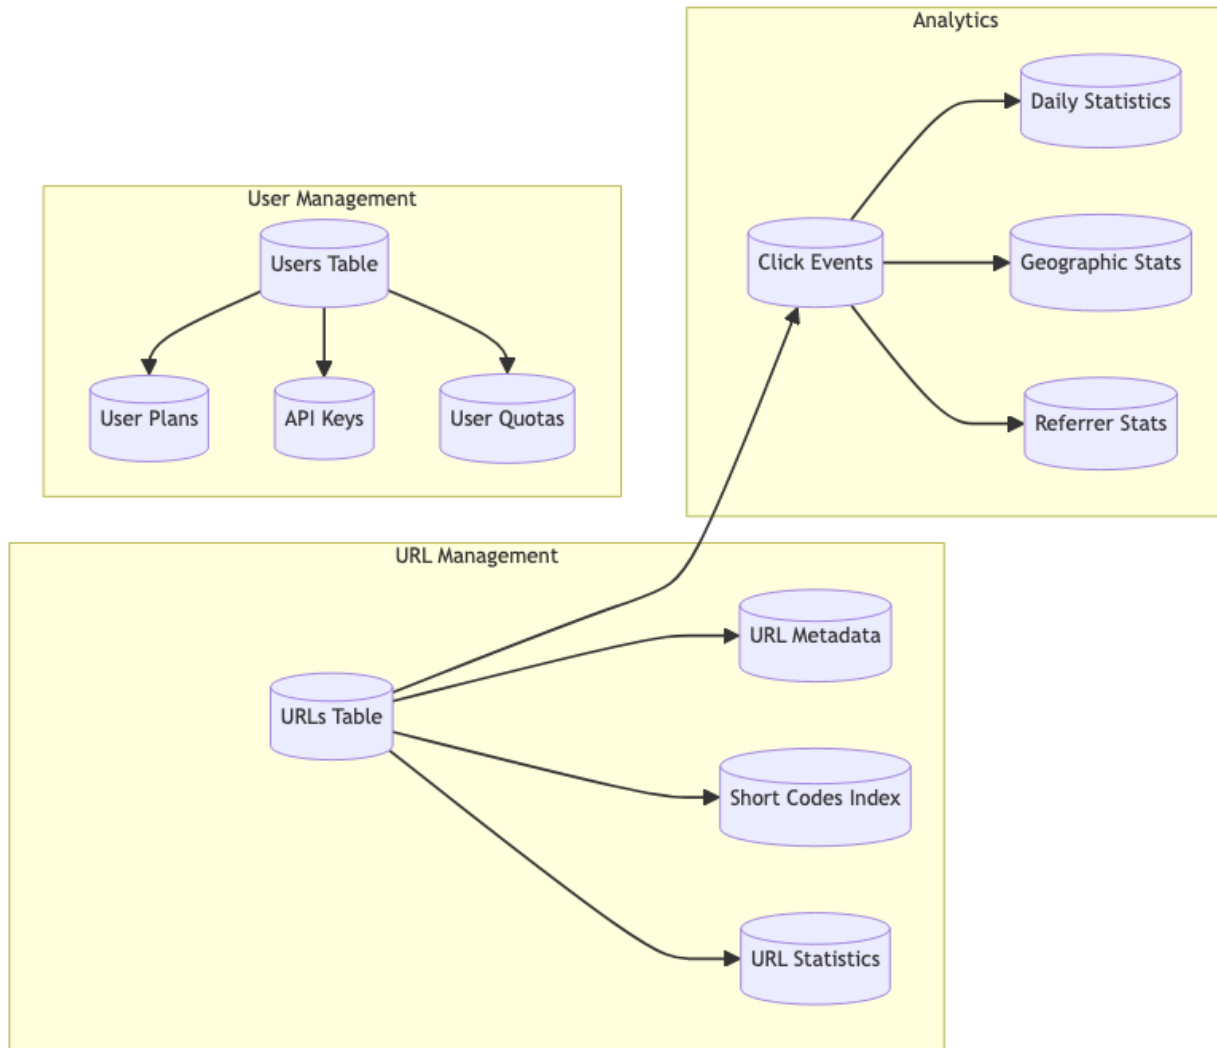 Analytics
Daily Statistics
User Management
Users Table
Click Events
Geographic Stats
User Plans
API Keys
User Quotas
Referrer Stats
URL Management
URL Metadata
URLs Table
Short Codes Index
URL Statistics